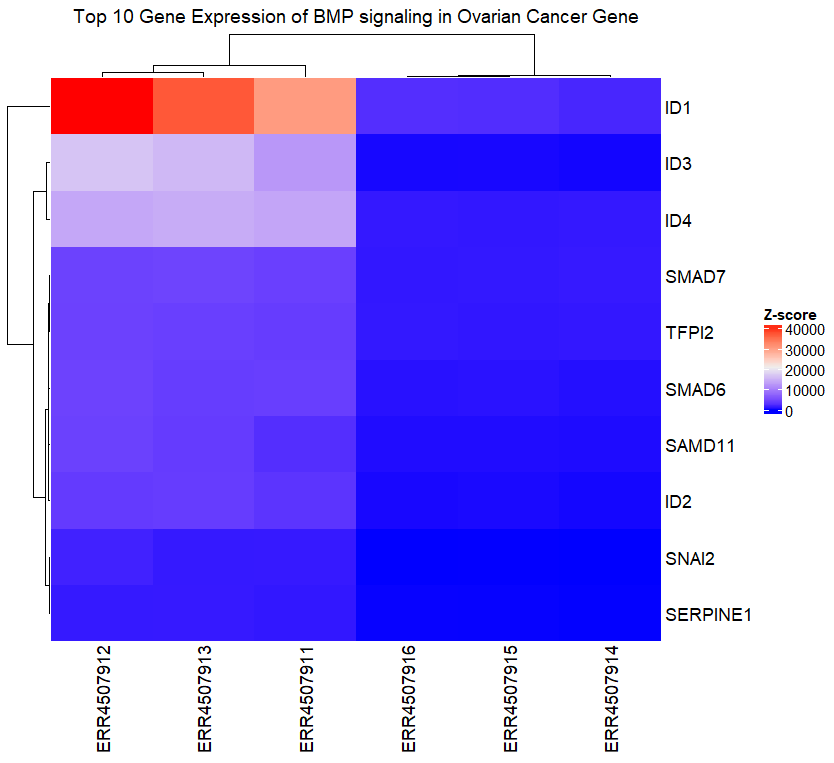 Top 10 Gene Expression of BMP signaling in Ovarian Cancer Gene
ID1
ID3
ID4
SMAD7
TFPI2
SMAD6
SAMD11
ID2
SNAI2
SERPINE1
Z-score
40000
30000
20000
10000
0
ERR4507912
ERR4507913
ERR4507911
ERR4507916
ERR4507915
ERR4507914